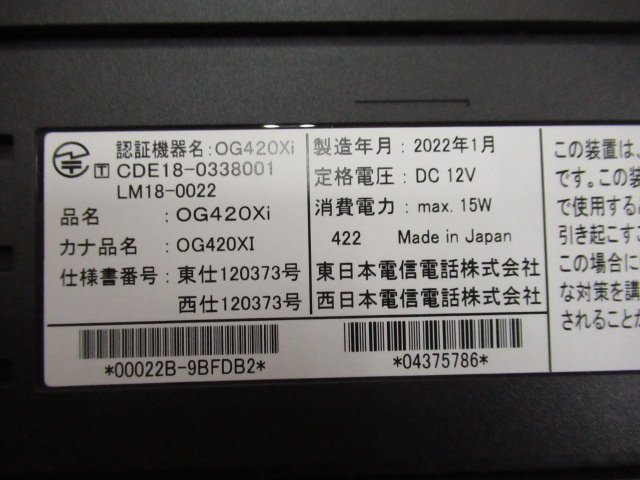 認証機器名:OG420Xi
T CDE18-0338001
LM18-0022
品名 :OG420Xi
カナ品名 :OG420XI
仕様書番号:東仕120373号
西仕120373号
*00022B-9BFDB2*
製造年月:2022年1月
定格電圧:DC 12V
消費電力:max. 15W
422 Made in Japan
東日本電信電話株式会社
西日本電信電話株式会社
*04375786*
この装置は、
です。この装
で使用すると
引き起こすこ
この場合に
な対策を講
されることか